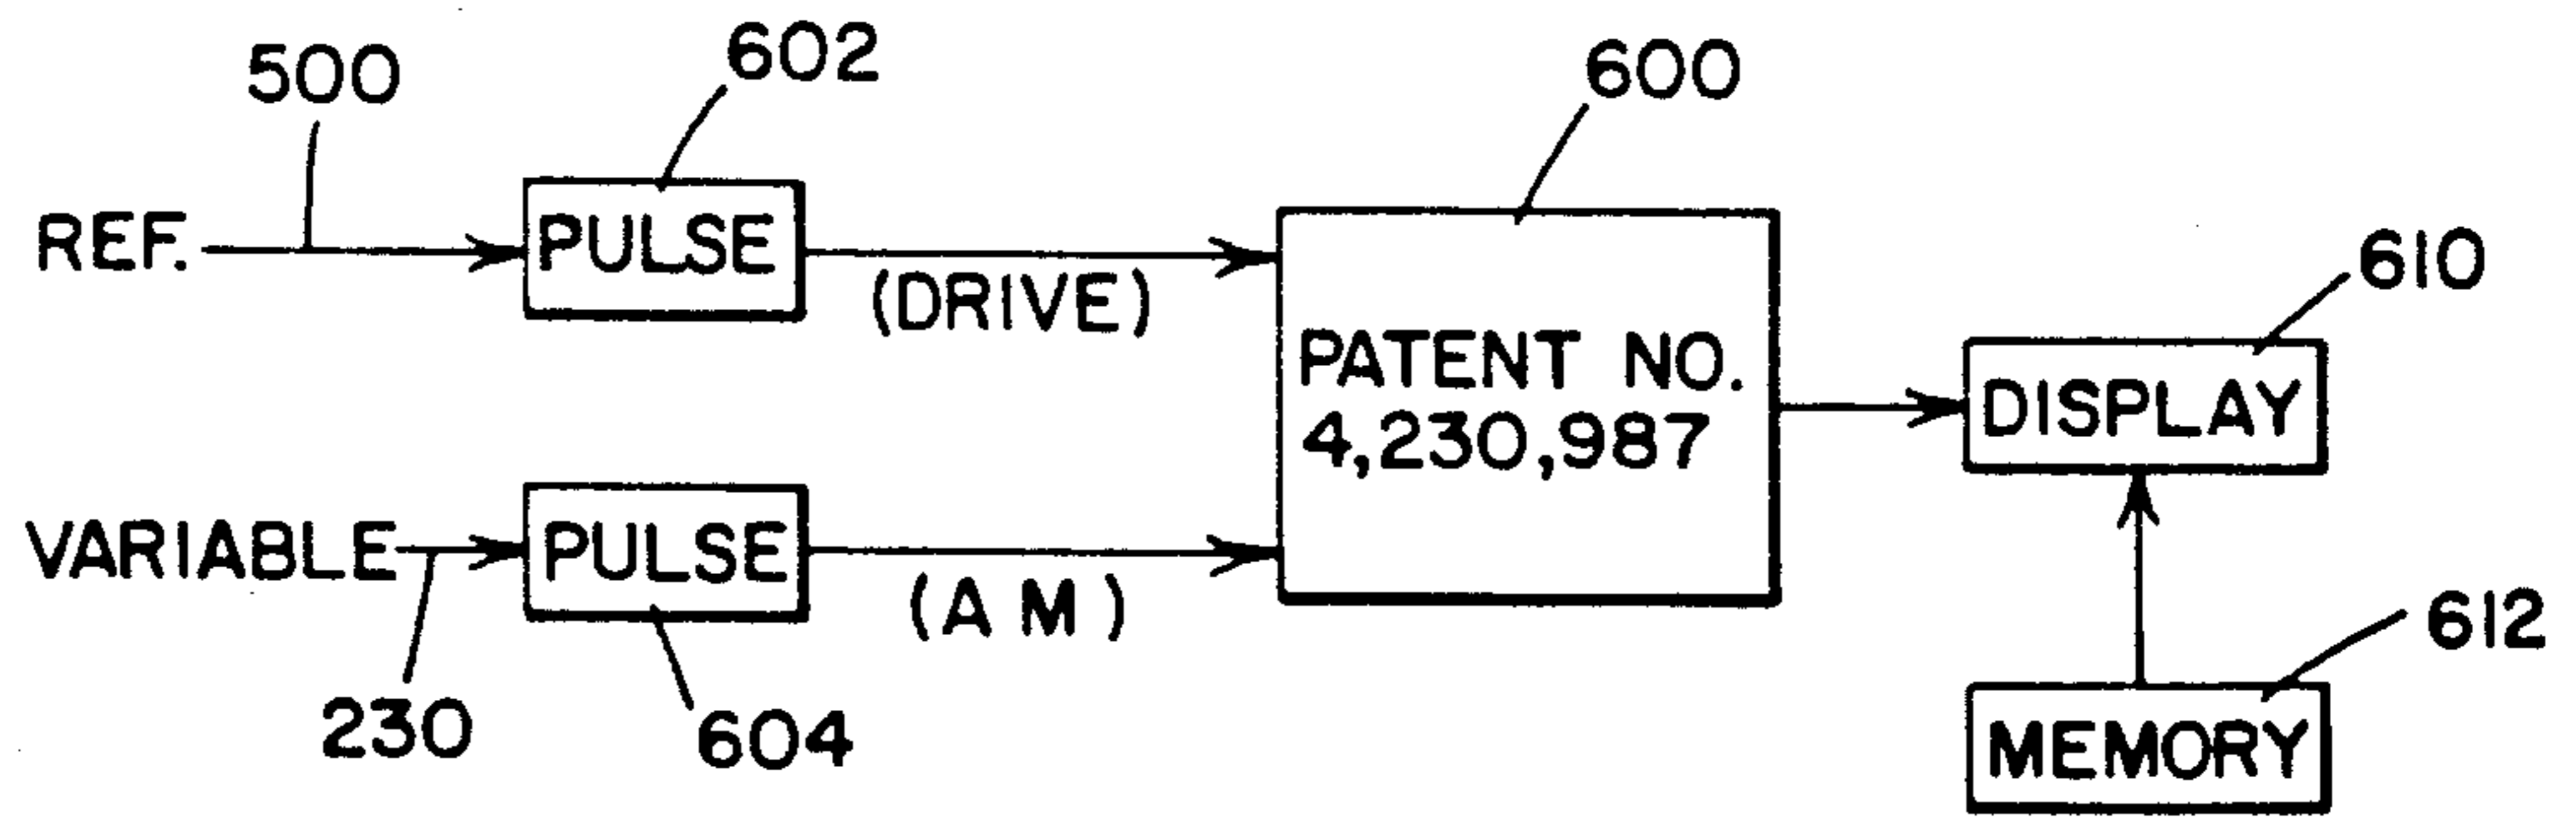 500
602
600
REF.
PULSE
(DRIVE)
610
PATENT NO.
4,230,987
DISPLAY
VARIABLE
PULSE
(AM)
612
230
604
MEMORY